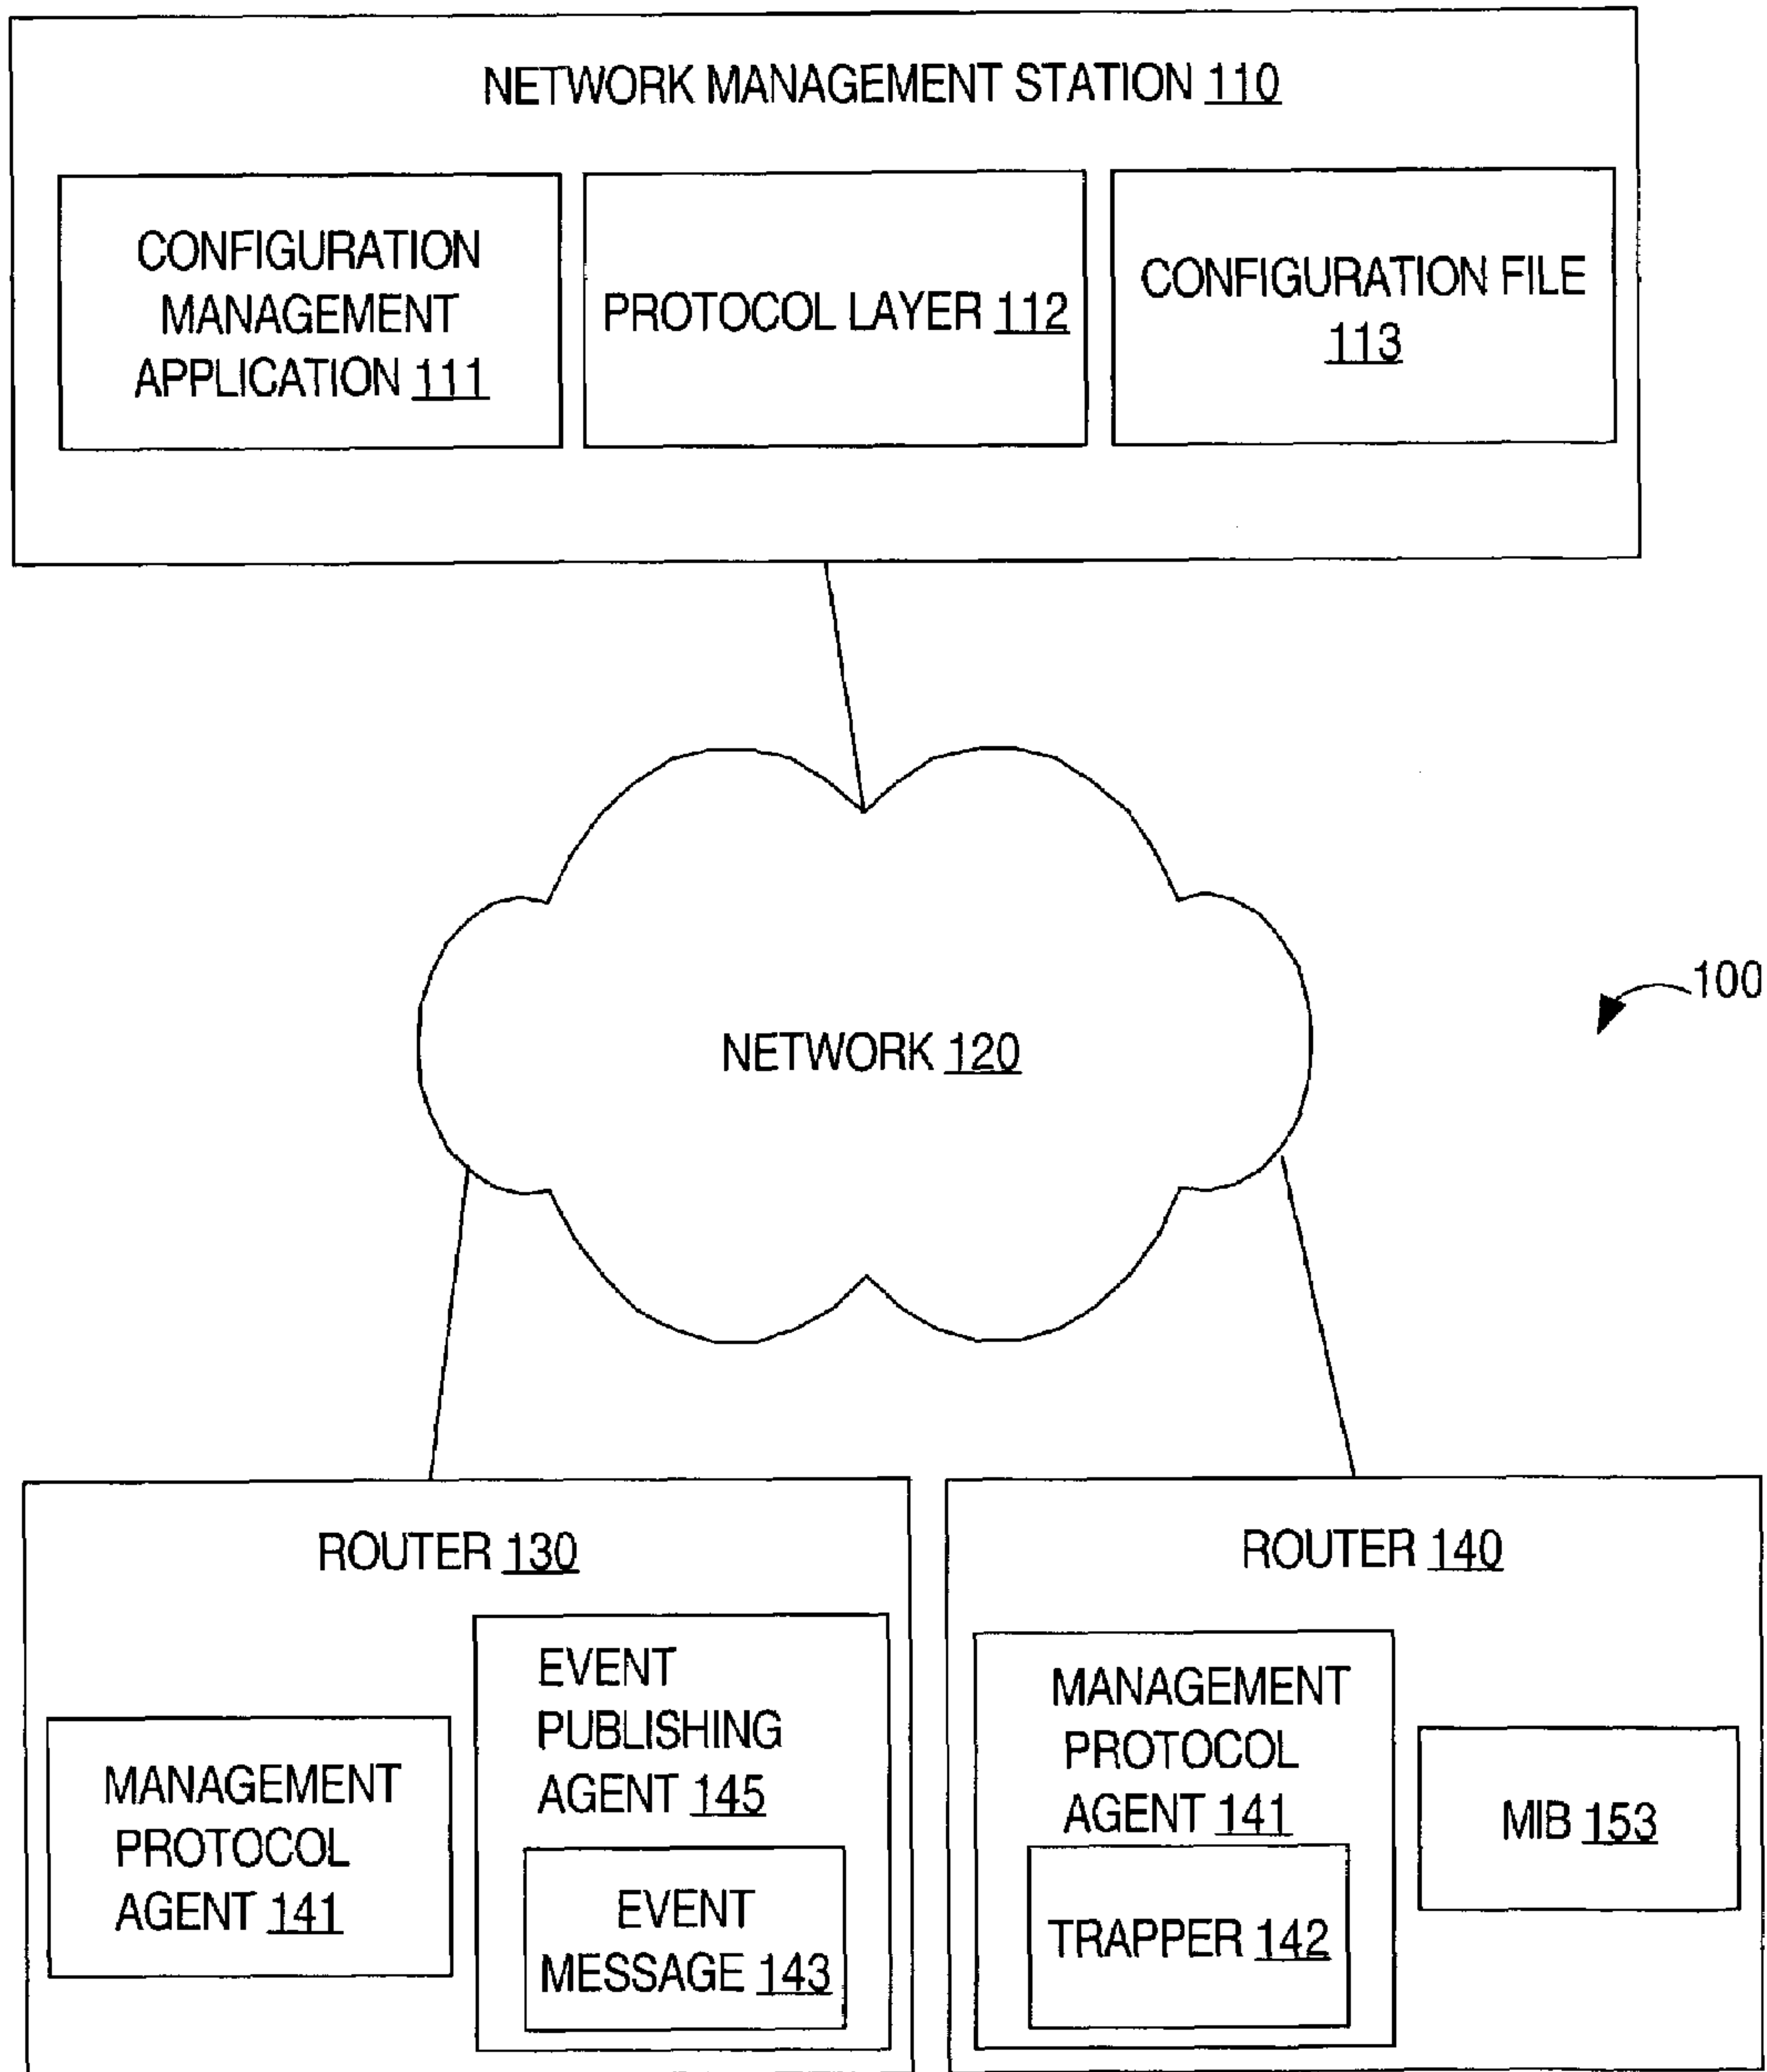 NETWORK MANAGEMENT STATION 110
CONFIGURATION
MANAGEMENT
APPLICATION 111
PROTOCOL LAYER 112
CONFIGURATION FILE
113
NETWORK 120
100
ROUTER 130
MANAGEMENT
PROTOCOL
AGENT 141
EVENT
PUBLISHING
AGENT 145
EVENT
MESSAGE 143
ROUTER 140
MANAGEMENT
PROTOCOL
AGENT 141
TRAPPER 142
MIB 153